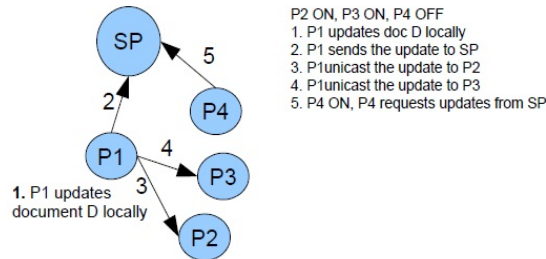 SP
P2 ON, P3 ON, P4 OFF
1. P1 updates doc D locally
2. P1 sends the update to SP
3. P1unicast the update to P2
4. P1unicast the update to P3
5. P4 ON, P4 requests updates from SP
5
2
P4
P1
4
P3
3
1. P1 updates
document D locally
P2